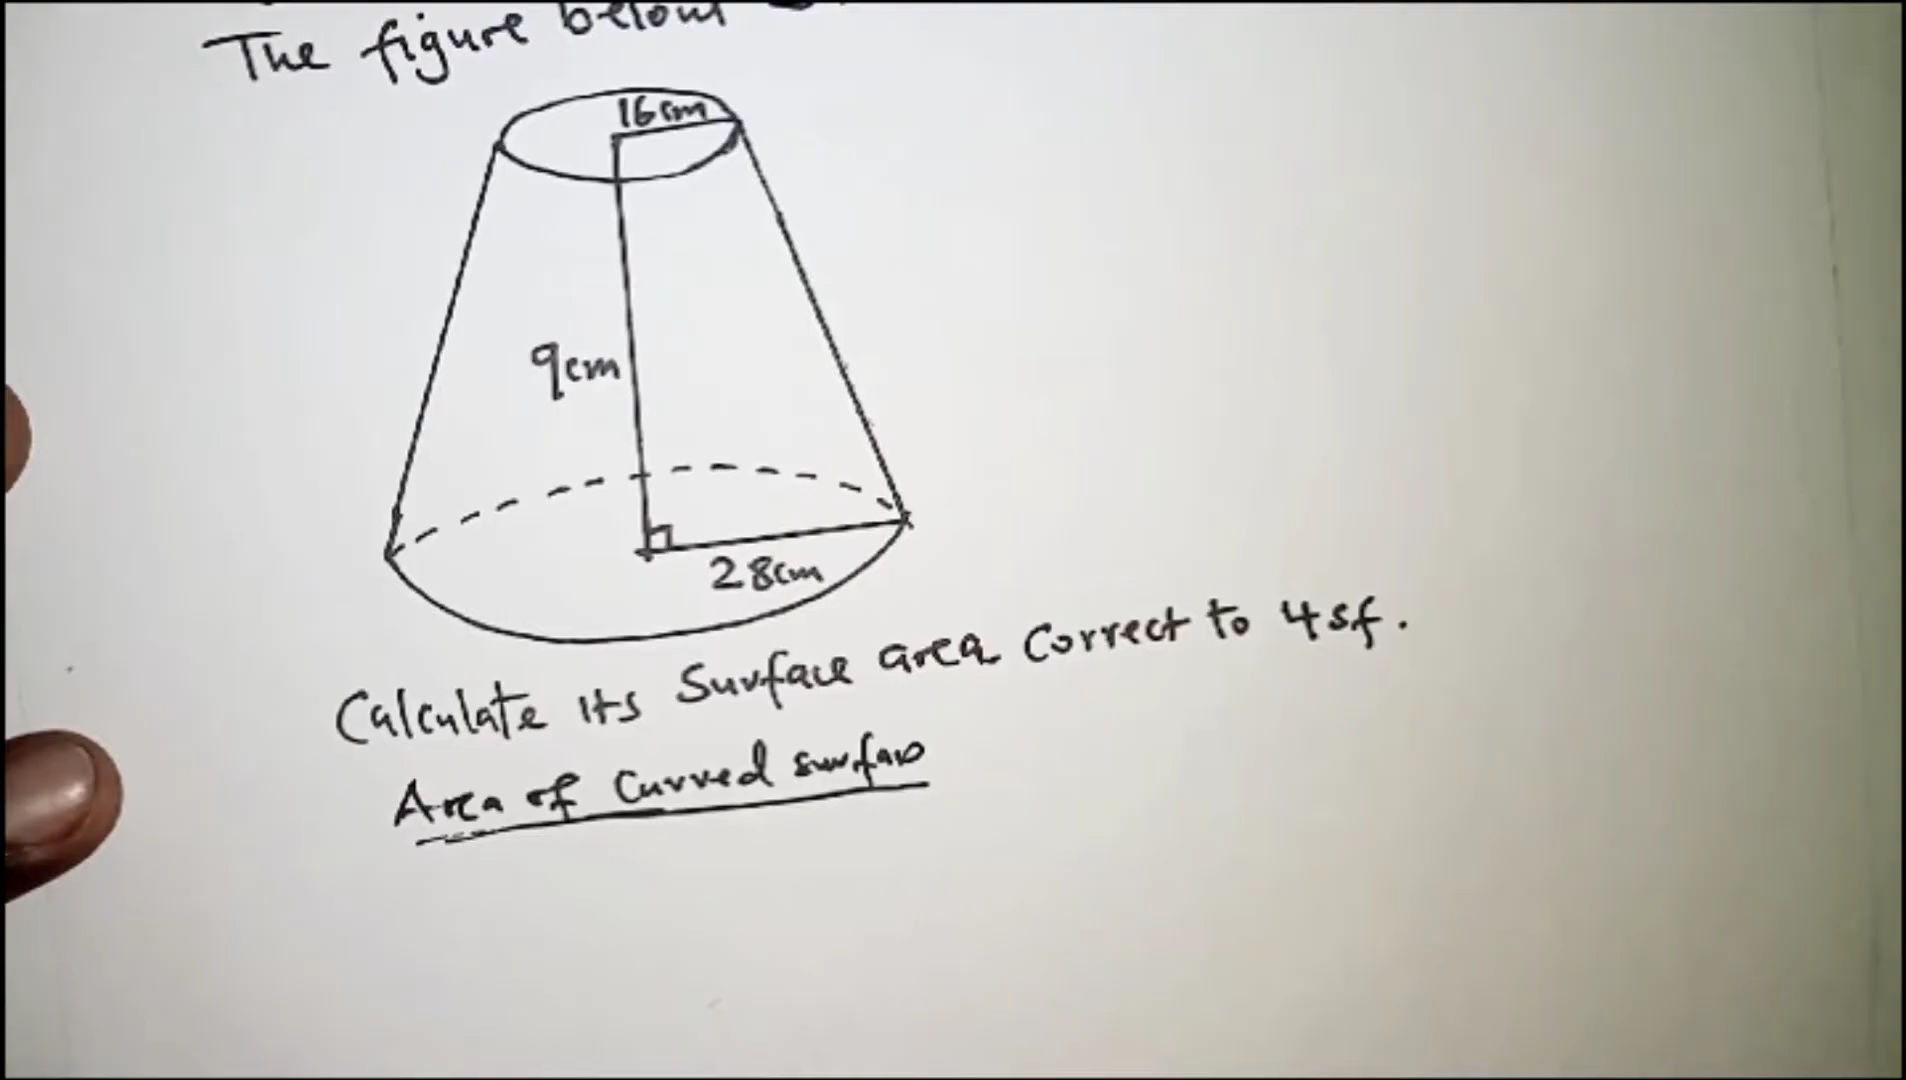 The figure below
16cm
9cm
28cm
Calculate its surface area correct to 4sf.
Area of curved surface